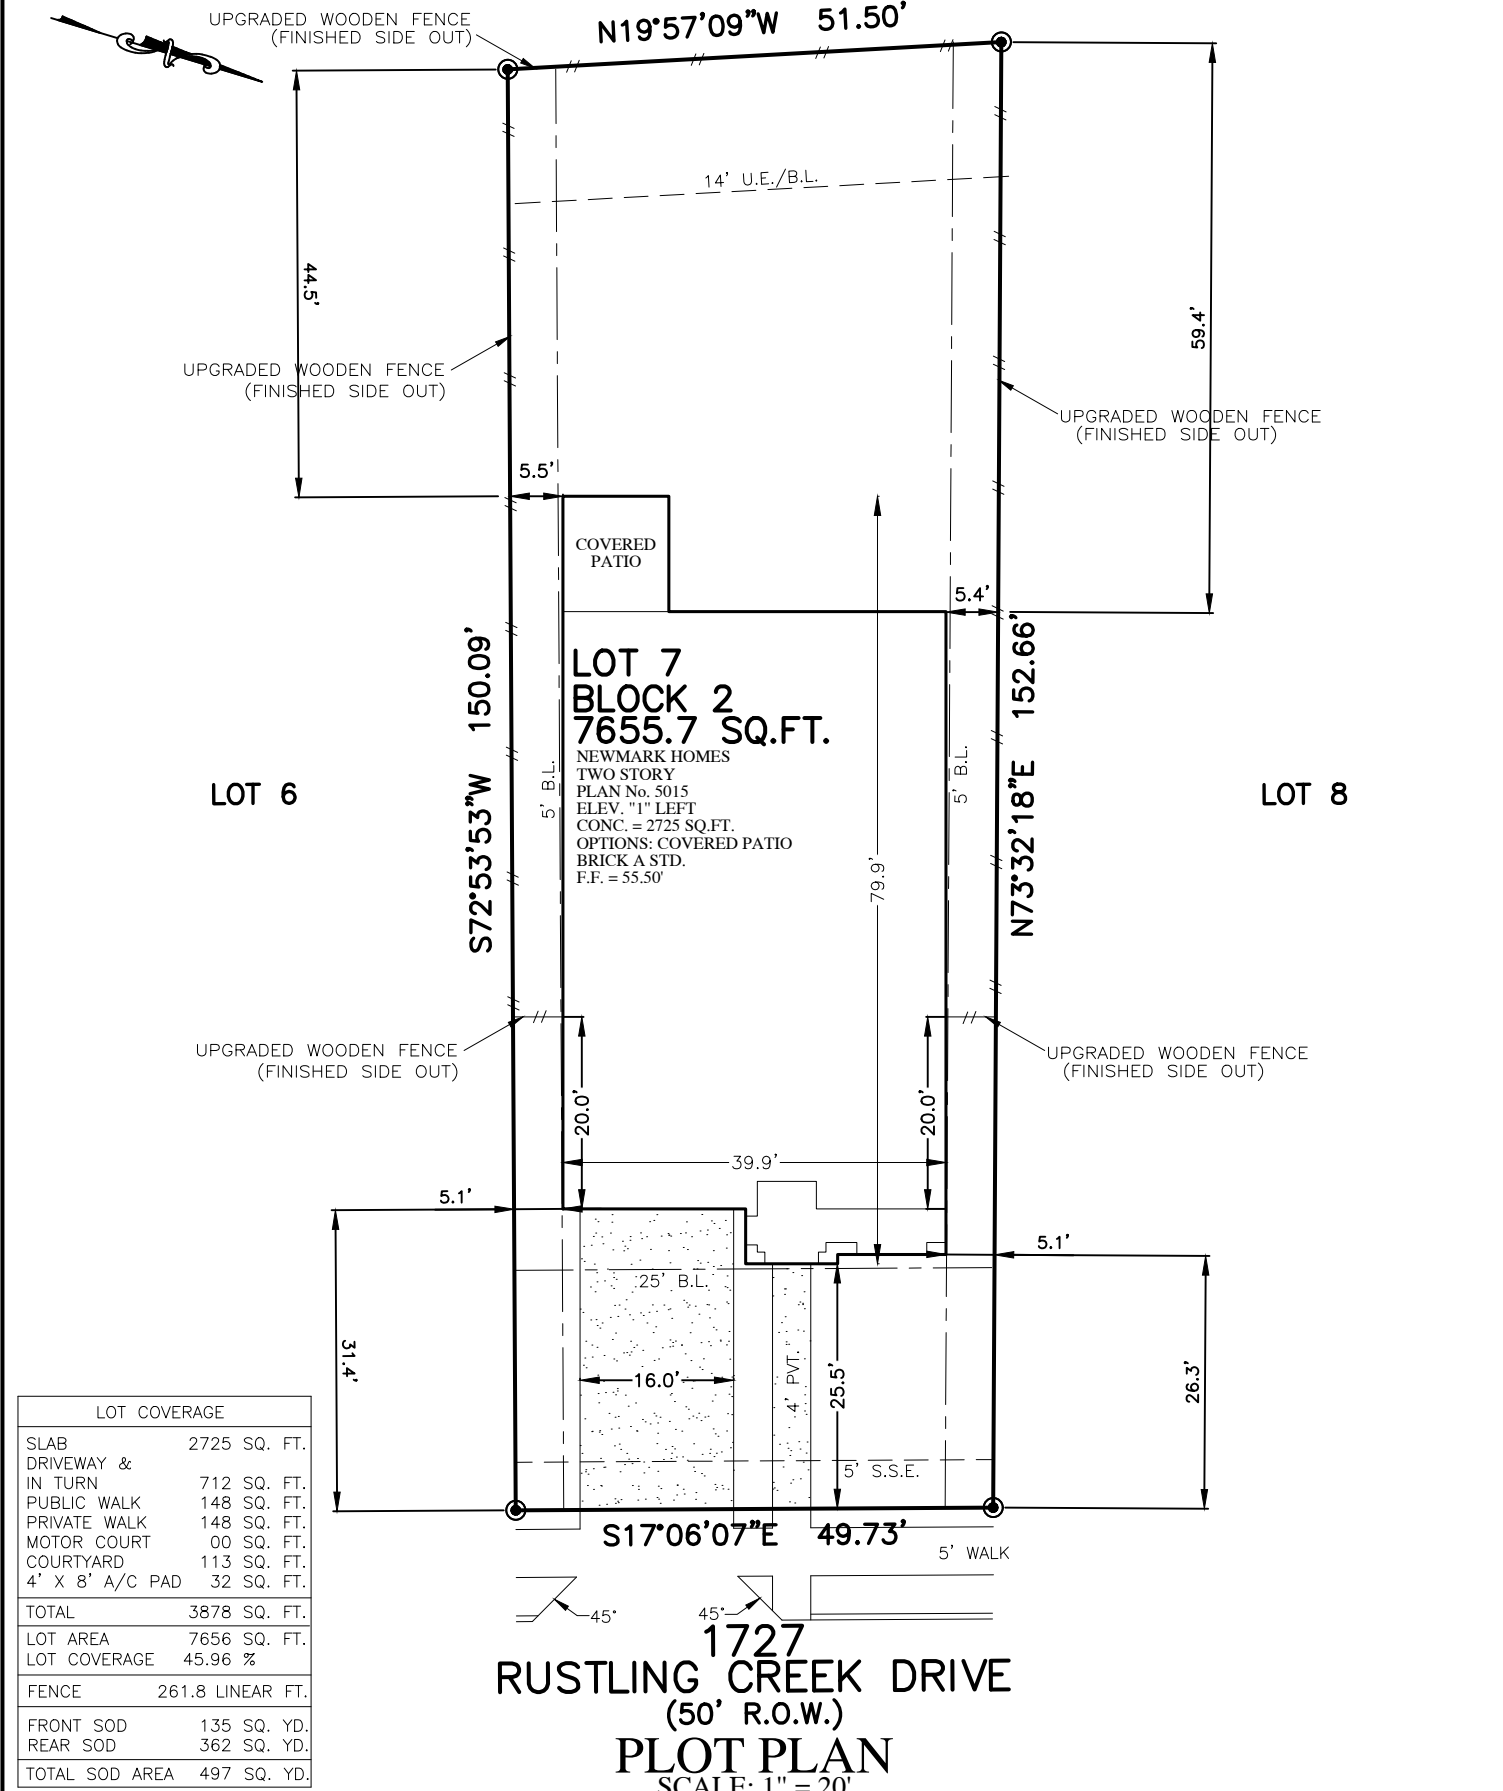 UPGRADED WOODEN FENCE
(FINISHED SIDE OUT)
N19°57'09"W 51.50'
14' U.E./B.L.
44.5'
59.4'
UPGRADED WOODEN FENCE
(FINISHED SIDE OUT)
UPGRADED WOODEN FENCE
(FINISHED SIDE OUT)
5.5'
COVERED
PATIO
5.4'
S72°53'53"W 150.09'
N73°32'18"E 152.66'
LOT 7
BLOCK 2
7655.7 SQ.FT.
NEWMARK HOMES
TWO STORY
PLAN No. 5015
ELEV. "1" LEFT
CONC. = 2725 SQ.FT.
OPTIONS: COVERED PATIO
BRICK A STD.
F.F. = 55.50'
5' B.L.
5' B.L.
LOT 6
LOT 8
79.9'
UPGRADED WOODEN FENCE
(FINISHED SIDE OUT)
UPGRADED WOODEN FENCE
(FINISHED SIDE OUT)
20.0'
20.0'
39.9'
5.1'
5.1'
25' B.L.
31.4'
16.0'
4' PVT.
25.5'
26.3'
5' S.S.E.
S17°06'07"E 49.73'
5' WALK
45°
45°
1727
RUSTLING CREEK DRIVE
(50' R.O.W.)
PLOT PLAN
SCALE: 1" = 20'
LOT COVERAGE
SLAB 2725 SQ. FT.
DRIVEWAY &
IN TURN 712 SQ. FT.
PUBLIC WALK 148 SQ. FT.
PRIVATE WALK 148 SQ. FT.
MOTOR COURT 00 SQ. FT.
COURTYARD 113 SQ. FT.
4' X 8' A/C PAD 32 SQ. FT.
TOTAL 3878 SQ. FT.
LOT AREA 7656 SQ. FT.
LOT COVERAGE 45.96 %
FENCE 261.8 LINEAR FT.
FRONT SOD 135 SQ. YD.
REAR SOD 362 SQ. YD.
TOTAL SOD AREA 497 SQ. YD.